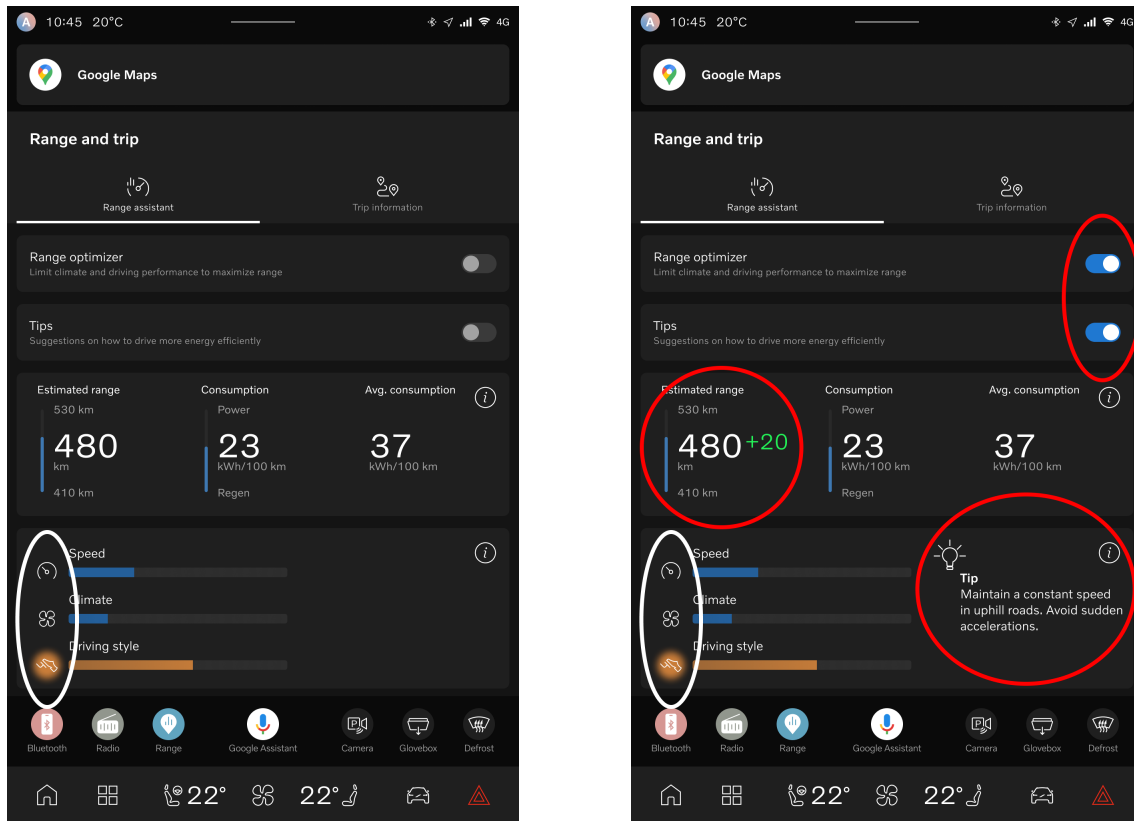 A 10:45 20°C 4G
Google Maps
Range and trip
Range assistant Trip information
Range optimizer
Limit climate and driving performance to maximize range
Tips
Suggestions on how to drive more energy efficiently
Estimated range Consumption Avg. consumption i
530 km Power
480 23 37
km kWh/100 km kWh/100 km
410 km Regen
Speed i
Climate
Driving style
Bluetooth Radio Range Google Assistant Camera Glovebox Defrost
22° 22°
A 10:45 20°C 4G
Google Maps
Range and trip
Range assistant Trip information
Range optimizer
Limit climate and driving performance to maximize range
Tips
Suggestions on how to drive more energy efficiently
Estimated range Consumption Avg. consumption i
530 km Power
480 +20 23 37
km kWh/100 km kWh/100 km
410 km Regen
Speed i
Climate
Driving style
Tip
Maintain a constant speed
in uphill roads. Avoid sudden
accelerations.
Bluetooth Radio Range Google Assistant P Camera Glovebox Defrost
22° 22°